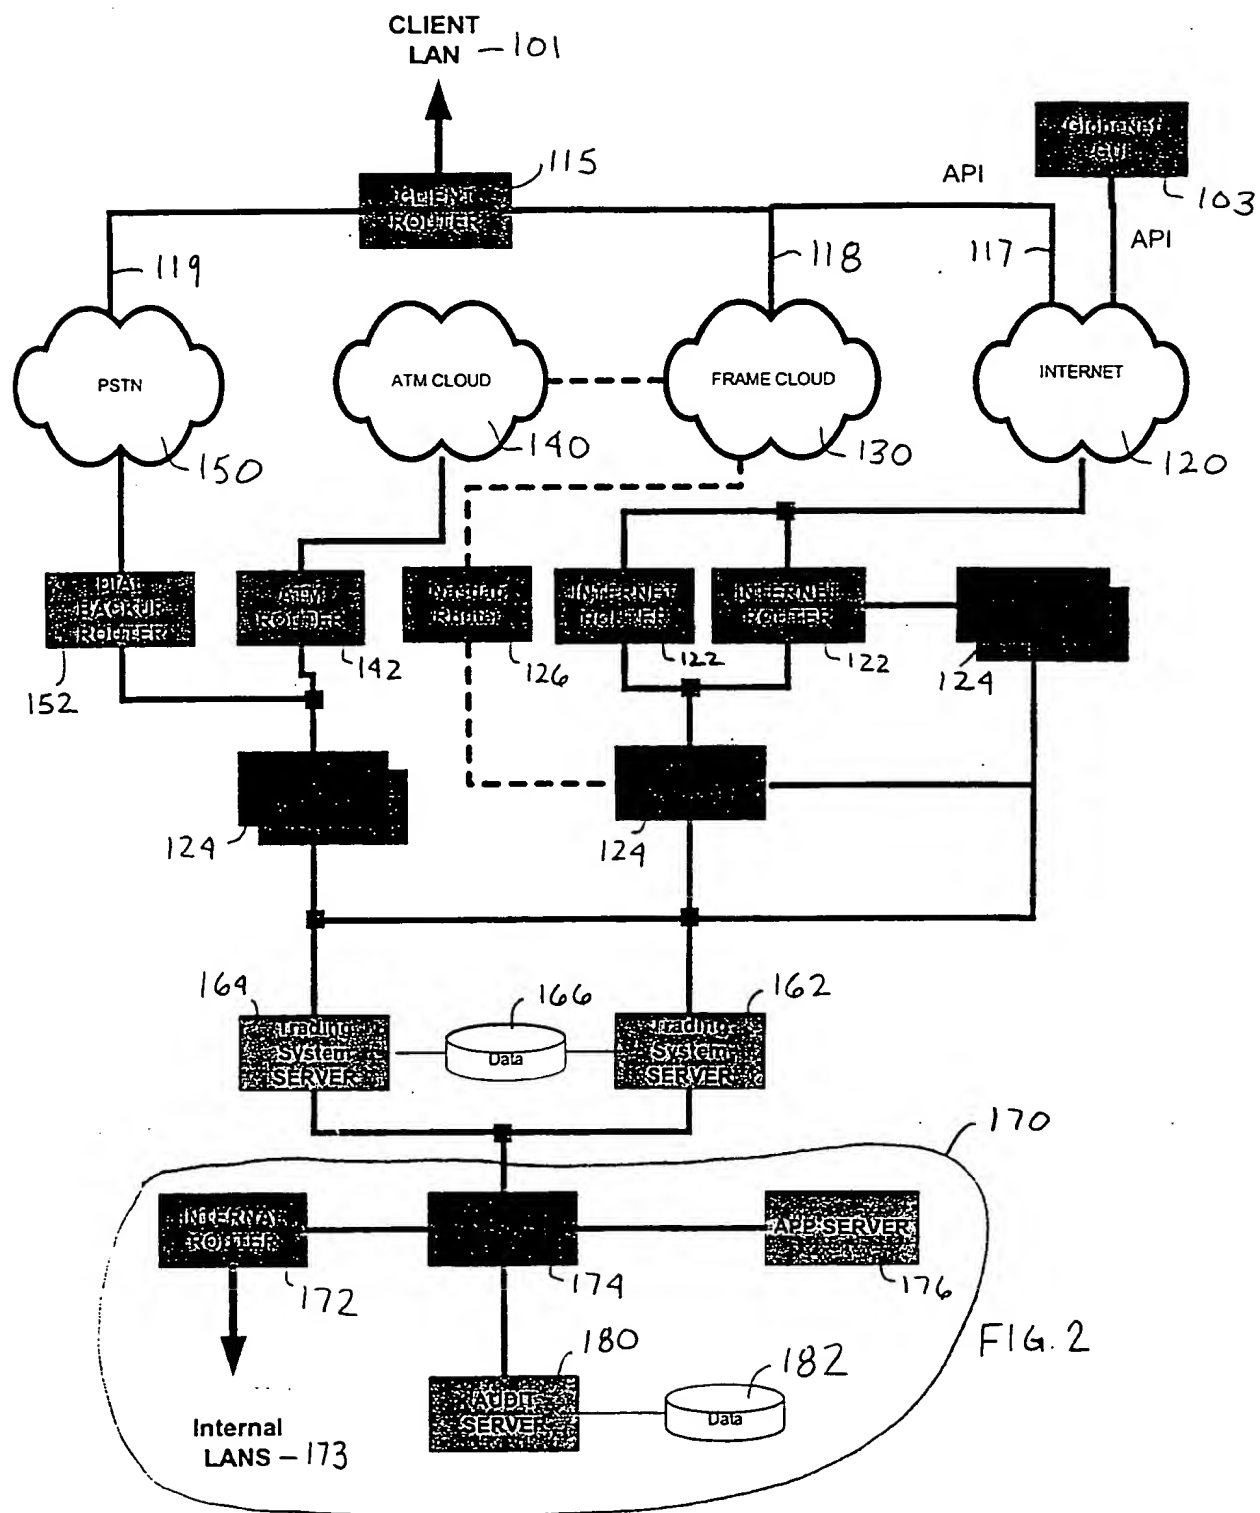 CLIENT
LAN - 101
GlobeNet
GUI
103
115
CLIENT
ROUTER
API
API
119
118
117
PSTN
ATM CLOUD
FRAME CLOUD
INTERNET
150
140
130
120
DIAL
BACKUP
ROUTER
ATM
ROUTER
Router
INTERNET
ROUTER
INTERNET
ROUTER
152
142
126
122
122
124
124
124
164
166
162
Trading
System
SERVER
Data
Trading
System
SERVER
170
INTERNAL
ROUTER
APP SERVER
172
174
176
FIG. 2
180
182
AUDIT
SERVER
Data
Internal
LANS - 173